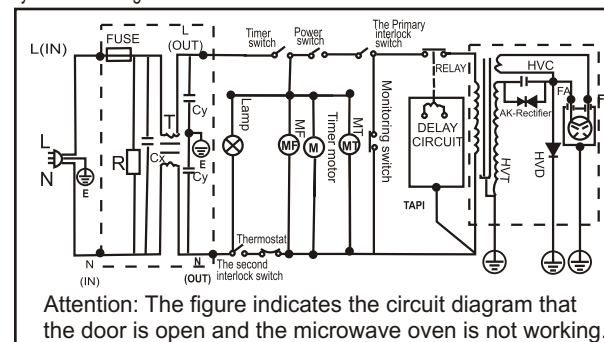 L
(OUT)
Timer
switch
Power
switch
The Primary
interlock
switch
L(IN)
FUSE
RELAY
HVC
FA
F
Cy
T
Lamp
MF
Timer motor
MT
Monitoring switch
DELAY
CIRCUIT
AK-Rectifier
L
N
E
R
Cx
E
Cy
MF
M
MT
HVT
HVD
TAPI
Thermostat
N
(IN)
N
(OUT)
The second
interlock switch
Attention: The figure indicates the circuit diagram that
the door is open and the microwave oven is not working.